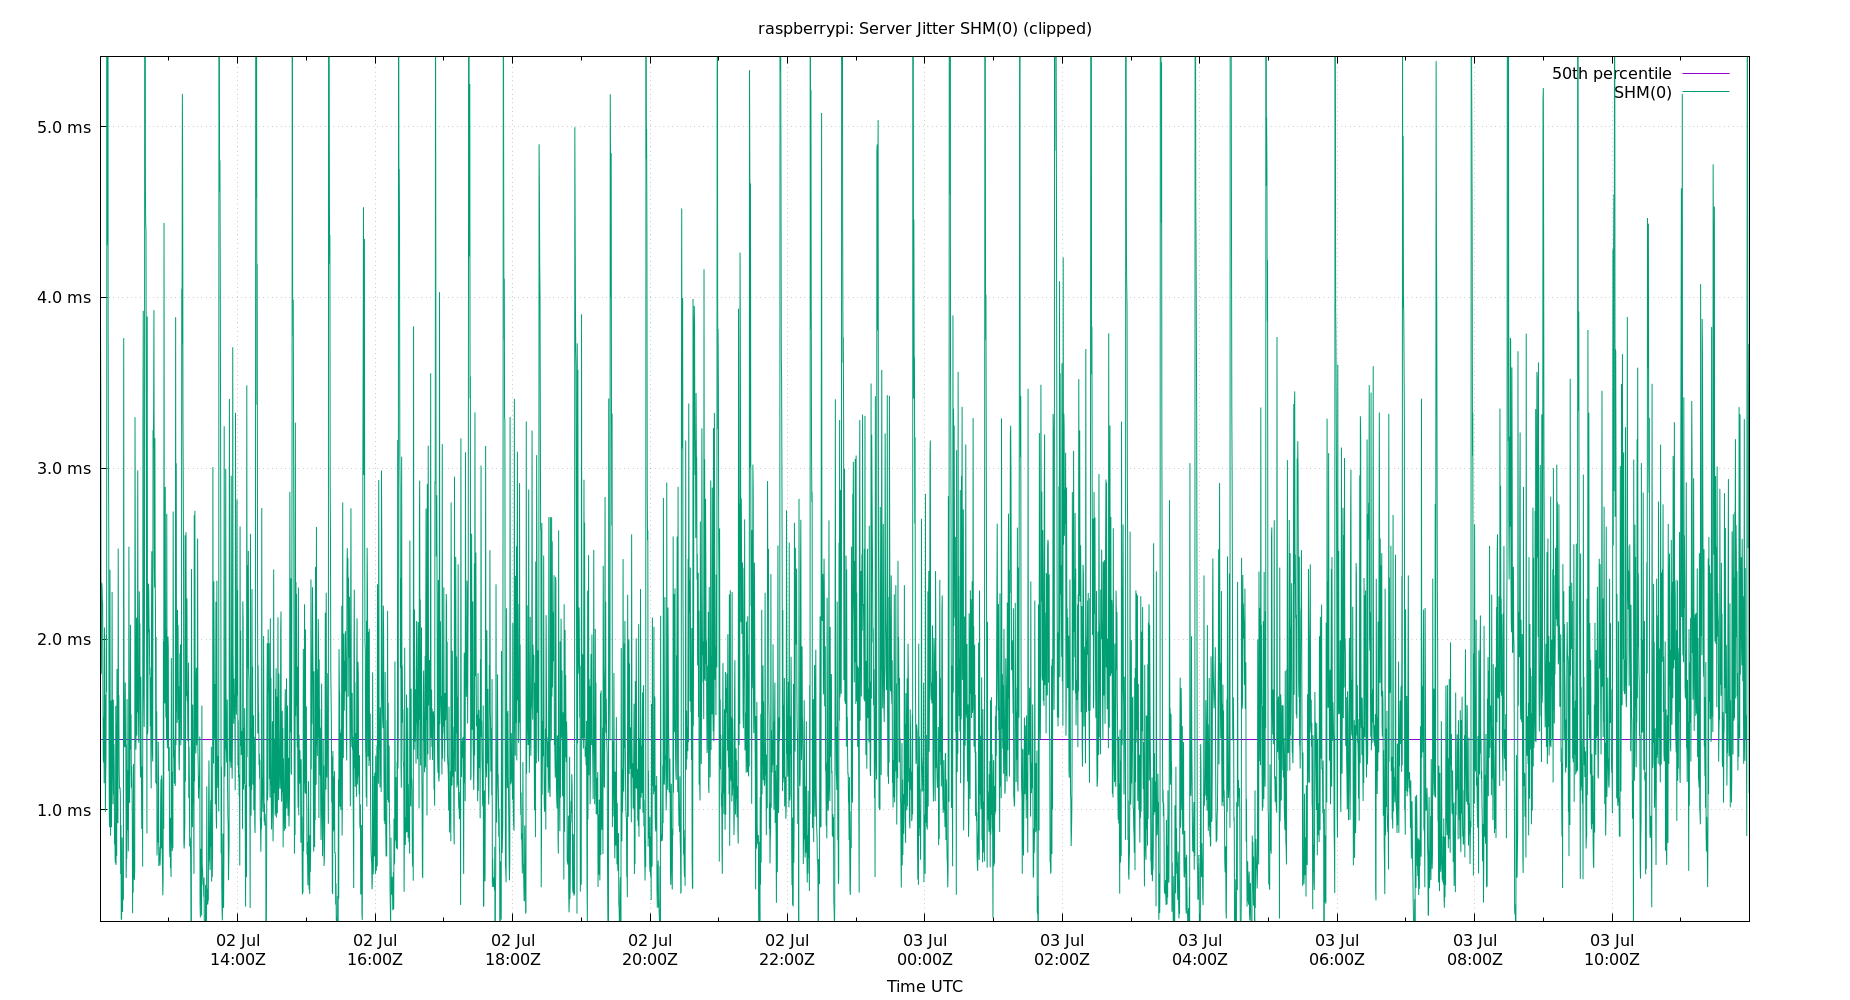 raspberrypi: Server Jitter SHM(0) (clipped)
50th percentile
SHM(0)
5.0 ms
4.0 ms
3.0 ms
2.0 ms
1.0 ms
02 Jul 02 Jul 02 Jul 02 Jul 02 Jul 03 Jul 03 Jul 03 Jul 03 Jul 03 Jul 03 Jul
14:00Z 16:00Z 18:00Z 20:00Z 22:00Z 00:00Z 02:00Z 04:00Z 06:00Z 08:00Z 10:00Z
Time UTC